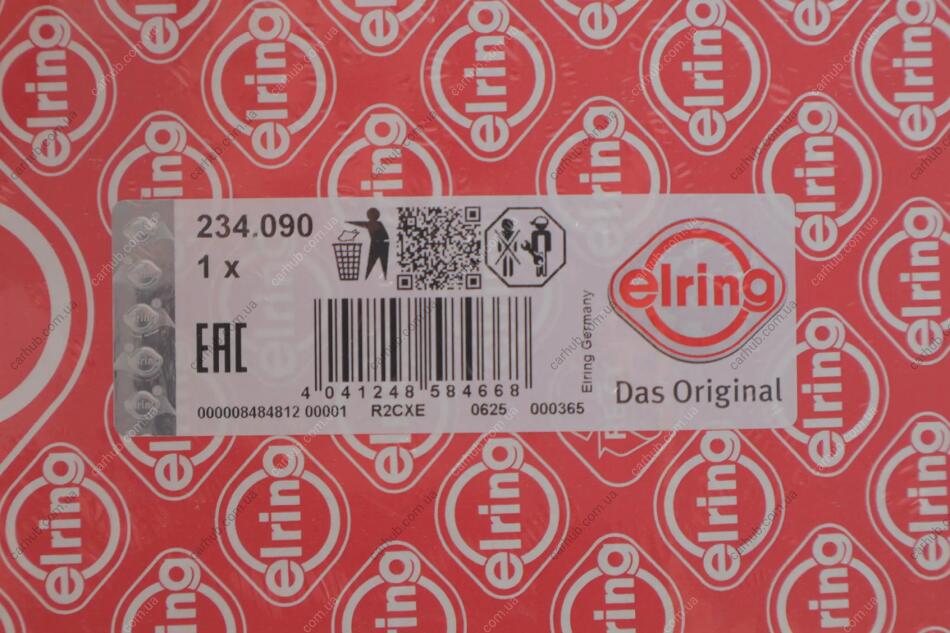 234.090
1 x
EAC
4 041248 584668
000008484812 00001 R2CXE 0625 000365
Elring Germany
elring
Das Original